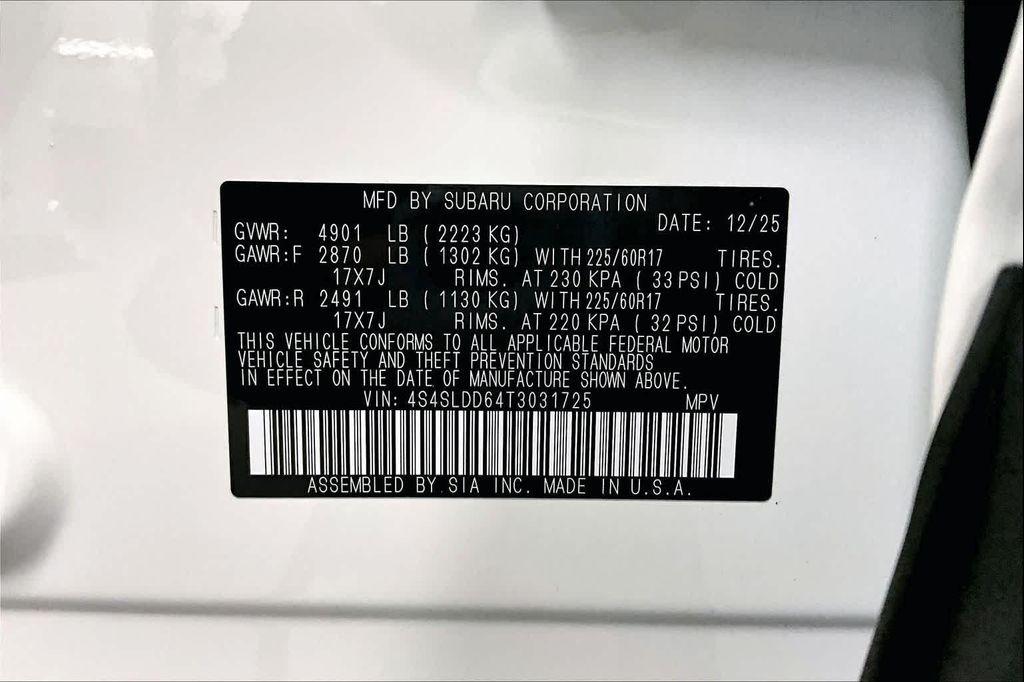 MFD BY SUBARU CORPORATION
DATE: 12/25
GVWR: 4901 LB ( 2223 KG)
GAWR:F 2870 LB ( 1302 KG) WITH 225/60R17 TIRES.
17X7J RIMS. AT 230 KPA ( 33 PSI) COLD
GAWR:R 2491 LB ( 1130 KG) WITH 225/60R17 TIRES.
17X7J RIMS. AT 220 KPA ( 32 PSI) COLD
THIS VEHICLE CONFORMS TO ALL APPLICABLE FEDERAL MOTOR
VEHICLE SAFETY AND THEFT PREVENTION STANDARDS
IN EFFECT ON THE DATE OF MANUFACTURE SHOWN ABOVE.
VIN: 4S4SLDD64T3031725 MPV
ASSEMBLED BY SIA INC. MADE IN U.S.A.